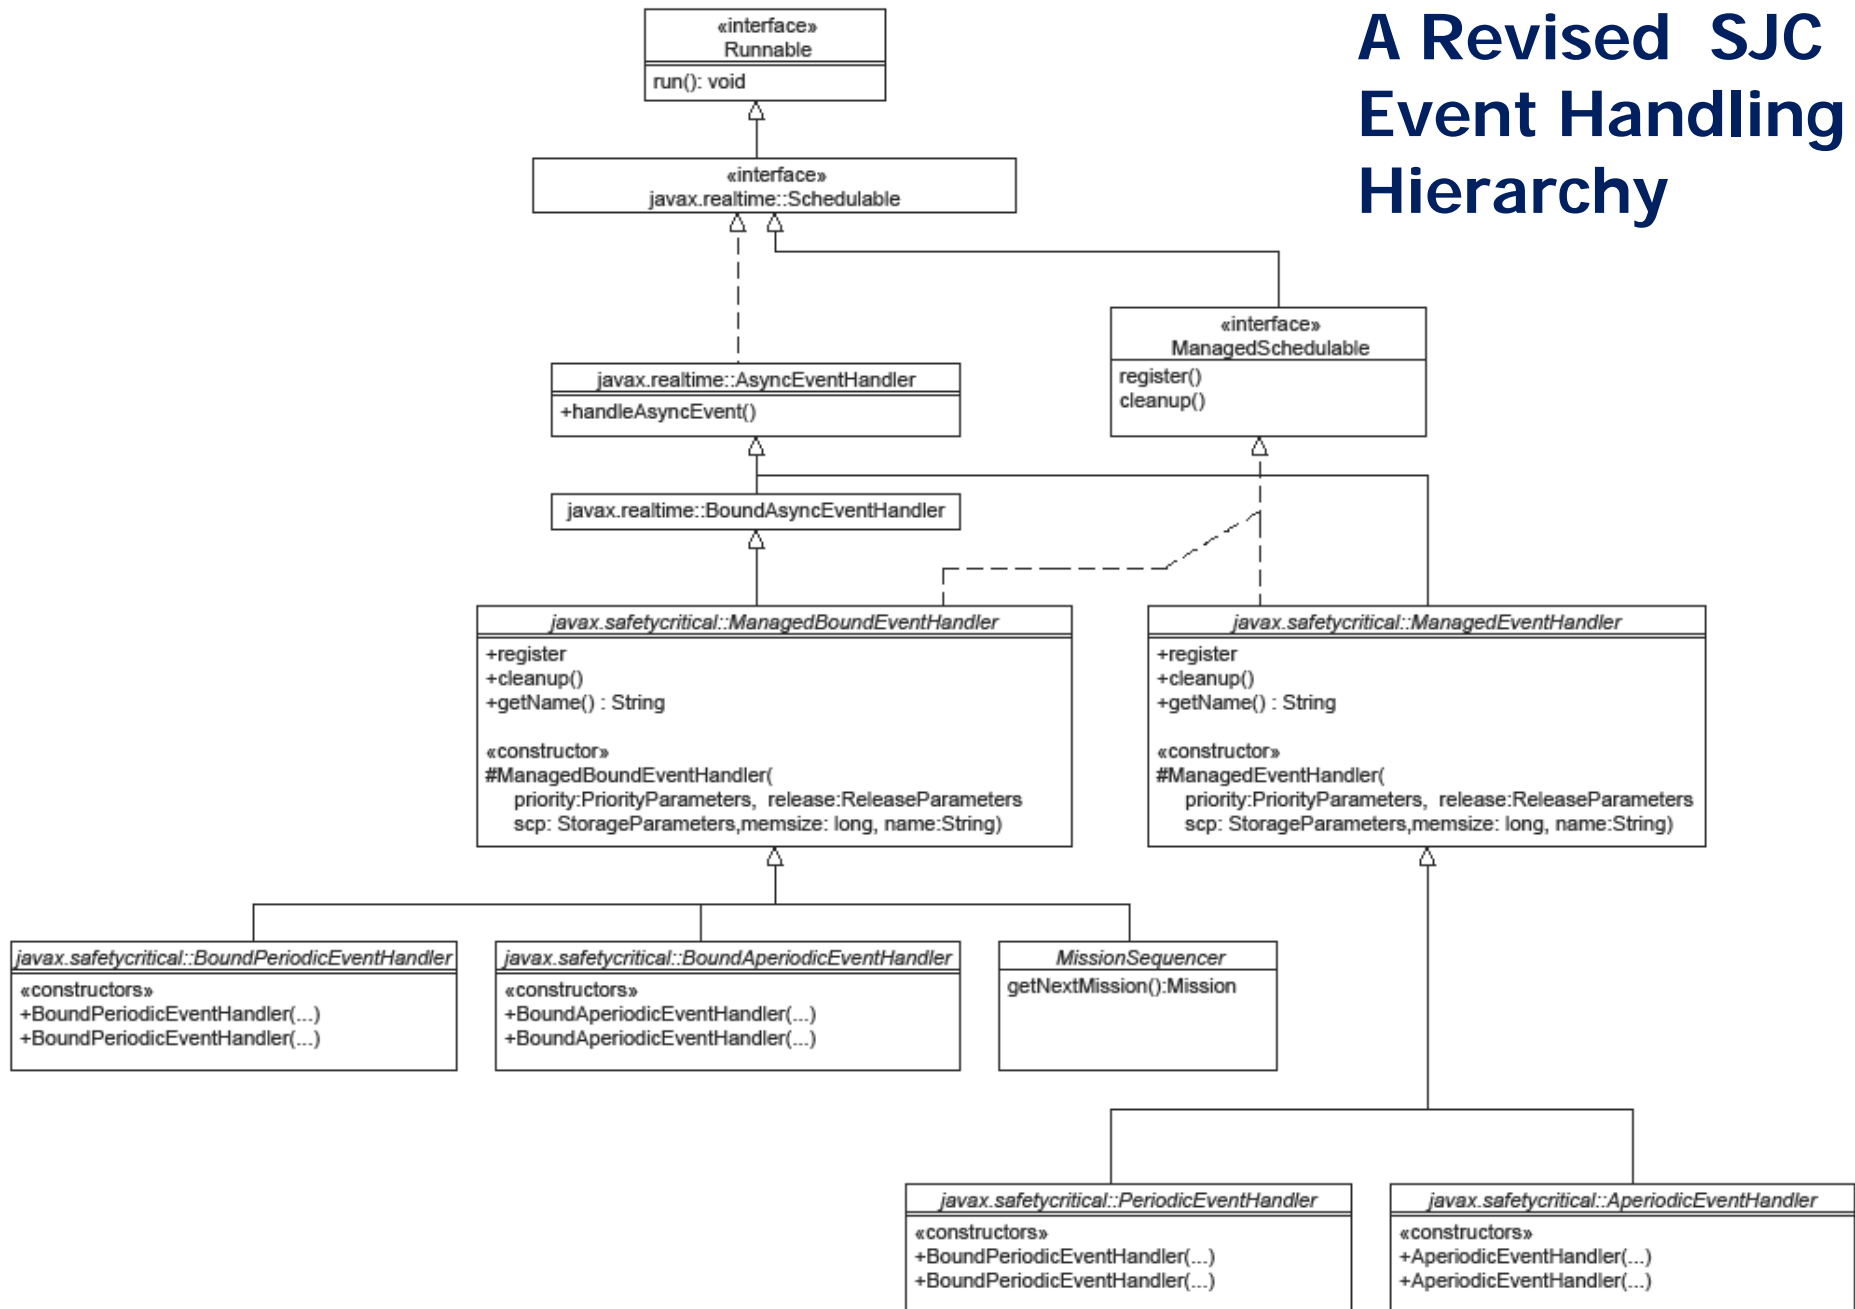 A Revised SJC
Event Handling
Hierarchy
«interface»
Runnable
run(): void
«interface»
javax.realtime::Schedulable
«interface»
ManagedSchedulable
register()
cleanup()
javax.realtime::AsyncEventHandler
+handleAsyncEvent()
javax.realtime::BoundAsyncEventHandler
javax.safetycritical::ManagedBoundEventHandler
+register
+cleanup()
+getName() : String
«constructor»
#ManagedBoundEventHandler(
priority:PriorityParameters, release:ReleaseParameters
scp: StorageParameters,memsize: long, name:String)
javax.safetycritical::ManagedEventHandler
+register
+cleanup()
+getName() : String
«constructor»
#ManagedEventHandler(
priority:PriorityParameters, release:ReleaseParameters
scp: StorageParameters,memsize: long, name:String)
javax.safetycritical::BoundPeriodicEventHandler
«constructors»
+BoundPeriodicEventHandler(...)
+BoundPeriodicEventHandler(...)
javax.safetycritical::BoundAperiodicEventHandler
«constructors»
+BoundAperiodicEventHandler(...)
+BoundAperiodicEventHandler(...)
MissionSequencer
getNextMission():Mission
javax.safetycritical::PeriodicEventHandler
«constructors»
+BoundPeriodicEventHandler(...)
+BoundPeriodicEventHandler(...)
javax.safetycritical::AperiodicEventHandler
«constructors»
+AperiodicEventHandler(...)
+AperiodicEventHandler(...)